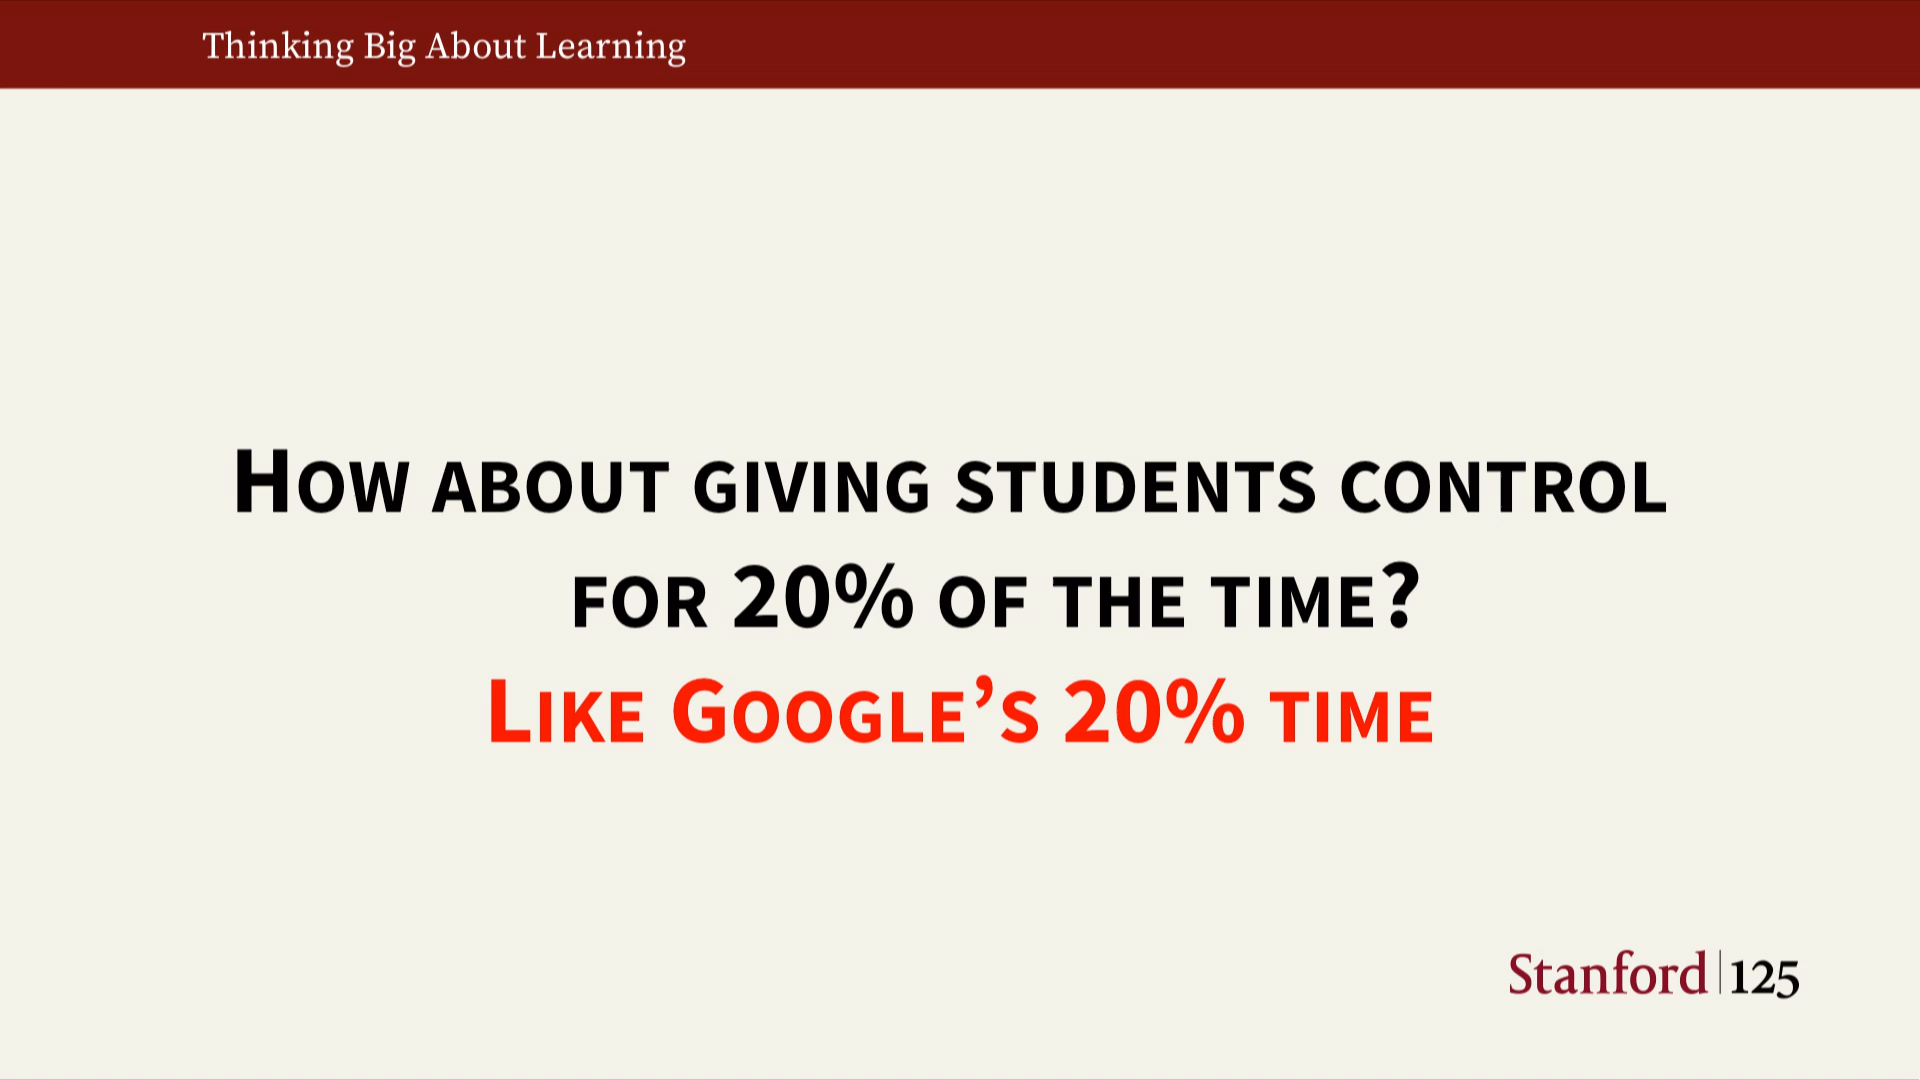 Thinking Big About Learning
How about giving students control
for 20% of the time?
Like Google’s 20% time
Stanford | 125